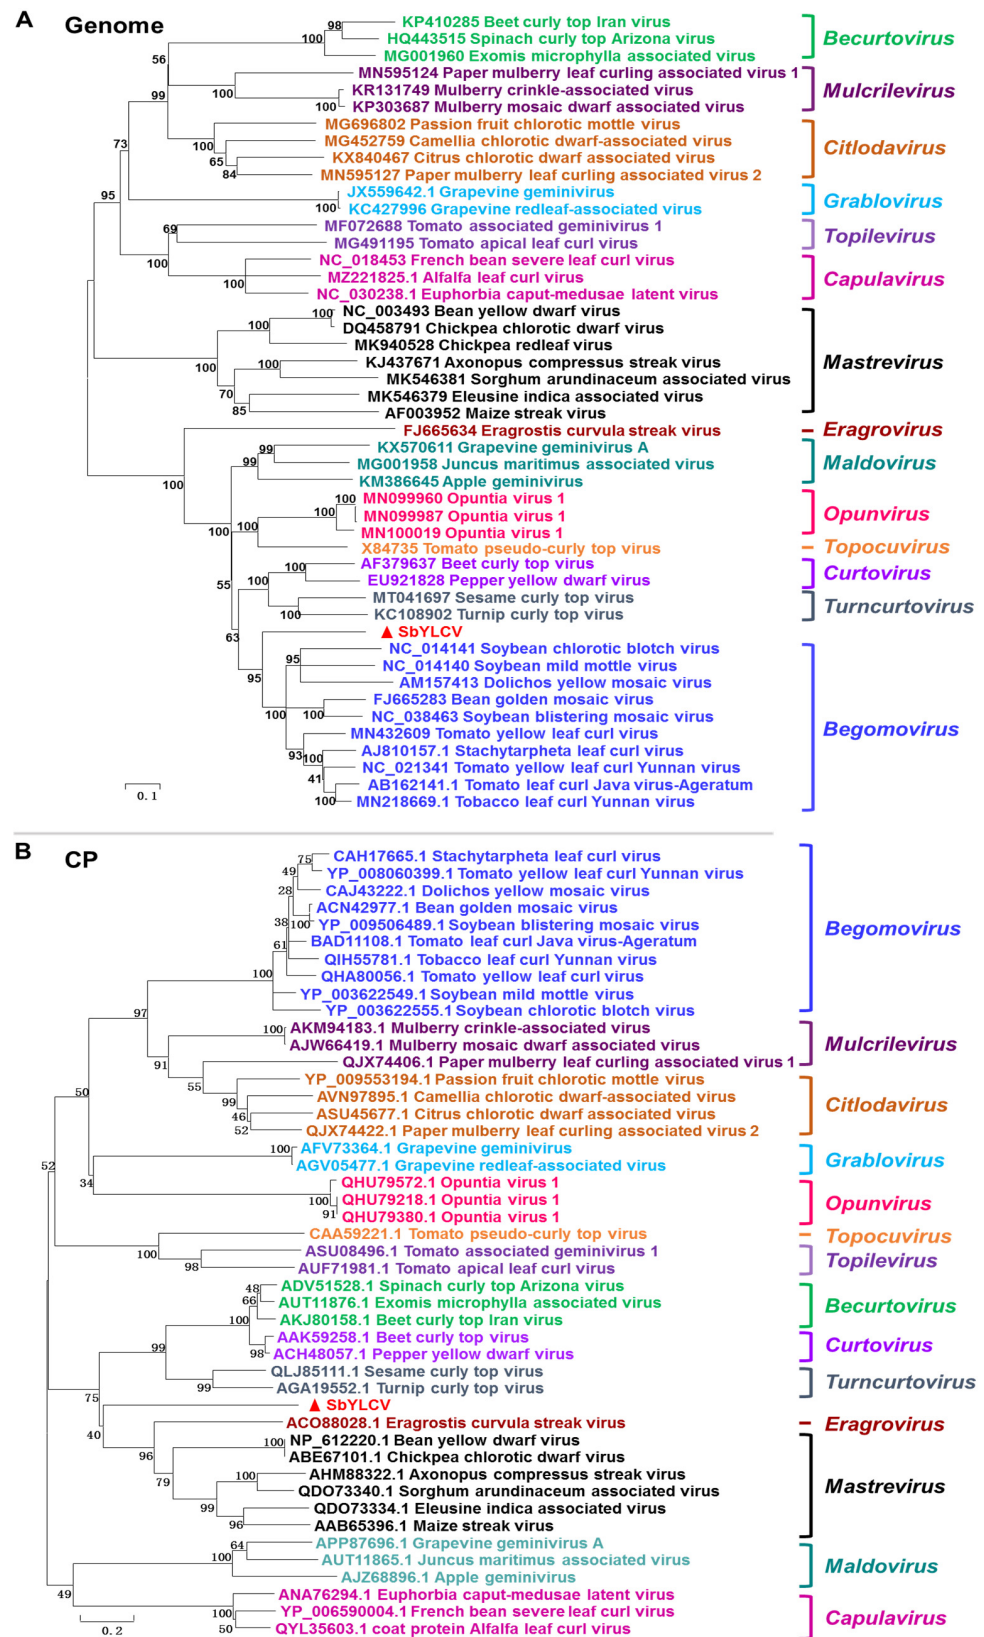 A
Genome
KP410285 Beet curly top Iran virus
HQ443515 Spinach curly top Arizona virus
MG001960 Exomis microphylla associated virus
Becurtovirus
MN595124 Paper mulberry leaf curling associated virus 1
KR131749 Mulberry crinkle-associated virus
KP303687 Mulberry mosaic dwarf associated virus
Mulcrilevirus
MG696802 Passion fruit chlorotic mottle virus
MG452759 Camellia chlorotic dwarf-associated virus
KX840467 Citrus chlorotic dwarf associated virus
MN595127 Paper mulberry leaf curling associated virus 2
Citlodavirus
JX559642.1 Grapevine geminivirus
KC427996 Grapevine redleaf-associated virus
Grablovirus
MF072688 Tomato associated geminivirus 1
MG491195 Tomato apical leaf curl virus
Topilevirus
NC_018453 French bean severe leaf curl virus
MZ221825.1 Alfalfa leaf curl virus
NC_030238.1 Euphorbia caput-medusae latent virus
Capulavirus
NC_003493 Bean yellow dwarf virus
DQ458791 Chickpea chlorotic dwarf virus
MK940528 Chickpea redleaf virus
KJ437671 Axonopus compressus streak virus
MK546381 Sorghum arundinaceum associated virus
MK546379 Eleusine indica associated virus
AF003952 Maize streak virus
Mastrevirus
FJ665634 Eragrostis curvula streak virus
Eragrovirus
KX570611 Grapevine geminivirus A
MG001958 Juncus maritimus associated virus
KM386645 Apple geminivirus
Maldovirus
MN099960 Opuntia virus 1
MN099987 Opuntia virus 1
MN100019 Opuntia virus 1
Opunvirus
X84735 Tomato pseudo-curly top virus
Topocuvirus
AF379637 Beet curly top virus
EU921828 Pepper yellow dwarf virus
Curtovirus
MT041697 Sesame curly top virus
KC108902 Turnip curly top virus
Turncurtovirus
SbYLCV
NC_014141 Soybean chlorotic blotch virus
NC_014140 Soybean mild mottle virus
AM157413 Dolichos yellow mosaic virus
FJ665283 Bean golden mosaic virus
NC_038463 Soybean blistering mosaic virus
MN432609 Tomato yellow leaf curl virus
AJ810157.1 Stachytarpheta leaf curl virus
NC_021341 Tomato yellow leaf curl Yunnan virus
AB162141.1 Tomato leaf curl Java virus-Ageratum
MN218669.1 Tobacco leaf curl Yunnan virus
Begomovirus
98
100
56
99
100
100
73
100
65
84
95
100
69
100
100
100
100
100
100
70
85
100
99
99
100
100
100
100
55
100
100
100
63
95
95
100
100
93
100
41
100
0.1
B
CP
CAH17665.1 Stachytarpheta leaf curl virus
YP_008060399.1 Tomato yellow leaf curl Yunnan virus
CAJ43222.1 Dolichos yellow mosaic virus
ACN42977.1 Bean golden mosaic virus
YP_009506489.1 Soybean blistering mosaic virus
BAD11108.1 Tomato leaf curl Java virus-Ageratum
QIH55781.1 Tobacco leaf curl Yunnan virus
QHA80056.1 Tomato yellow leaf curl virus
YP_003622549.1 Soybean mild mottle virus
YP_003622555.1 Soybean chlorotic blotch virus
Begomovirus
AKM94183.1 Mulberry crinkle-associated virus
AJW66419.1 Mulberry mosaic dwarf associated virus
QJX74406.1 Paper mulberry leaf curling associated virus 1
Mulcrilevirus
YP_009553194.1 Passion fruit chlorotic mottle virus
AVN97895.1 Camellia chlorotic dwarf-associated virus
ASU45677.1 Citrus chlorotic dwarf associated virus
QJX74422.1 Paper mulberry leaf curling associated virus 2
Citlodavirus
AFV73364.1 Grapevine geminivirus
AGV05477.1 Grapevine redleaf-associated virus
Grablovirus
QHU79572.1 Opuntia virus 1
QHU79218.1 Opuntia virus 1
QHU79380.1 Opuntia virus 1
Opunvirus
CAA59221.1 Tomato pseudo-curly top virus
Topocuvirus
ASU08496.1 Tomato associated geminivirus 1
AUF71981.1 Tomato apical leaf curl virus
Topilevirus
ADV51528.1 Spinach curly top Arizona virus
AUT11876.1 Exomis microphylla associated virus
AKJ80158.1 Beet curly top Iran virus
Becurtovirus
AAK59258.1 Beet curly top virus
ACH48057.1 Pepper yellow dwarf virus
Curtovirus
QLJ85111.1 Sesame curly top virus
AGA19552.1 Turnip curly top virus
Turncurtovirus
SbYLCV
ACO88028.1 Eragrostis curvula streak virus
Eragrovirus
NP_612220.1 Bean yellow dwarf virus
ABE67101.1 Chickpea chlorotic dwarf virus
AHM88322.1 Axonopus compressus streak virus
QDO73340.1 Sorghum arundinaceum associated virus
QDO73334.1 Eleusine indica associated virus
AAB65396.1 Maize streak virus
Mastrevirus
APP87696.1 Grapevine geminivirus A
AUT11865.1 Juncus maritimus associated virus
AJZ68896.1 Apple geminivirus
Maldovirus
ANA76294.1 Euphorbia caput-medusae latent virus
YP_006590004.1 French bean severe leaf curl virus
QYL35603.1 coat protein Alfalfa leaf curl virus
Capulavirus
75
49
28
38
100
61
100
97
100
91
55
99
46
52
50
100
34
100
91
52
100
98
48
66
100
99
98
99
75
40
100
96
79
100
99
96
64
100
49
100
50
0.2